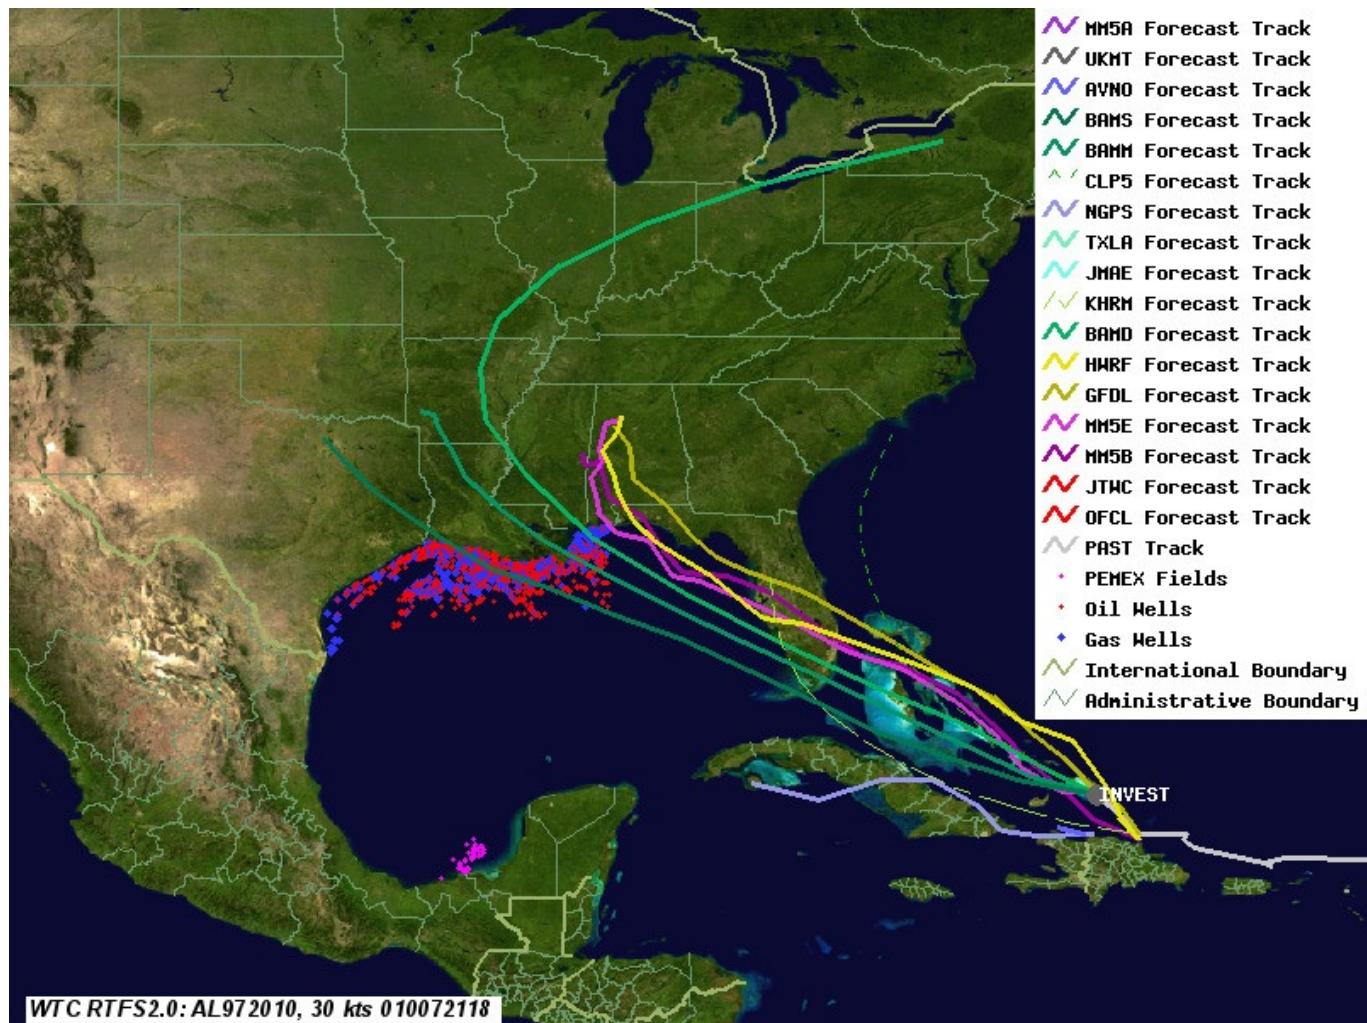 MM5A Forecast Track
UKMT Forecast Track
AVNO Forecast Track
BAMS Forecast Track
BAMM Forecast Track
CLP5 Forecast Track
NGPS Forecast Track
TXLA Forecast Track
JMAE Forecast Track
KHRM Forecast Track
BAMD Forecast Track
HWRF Forecast Track
GFDL Forecast Track
MM5E Forecast Track
MM5B Forecast Track
JTWC Forecast Track
OFCL Forecast Track
PAST Track
PEMEX Fields
Oil Wells
Gas Wells
International Boundary
Administrative Boundary
INVEST
WTC RTFS2.0: AL972010, 30 kts 010072118